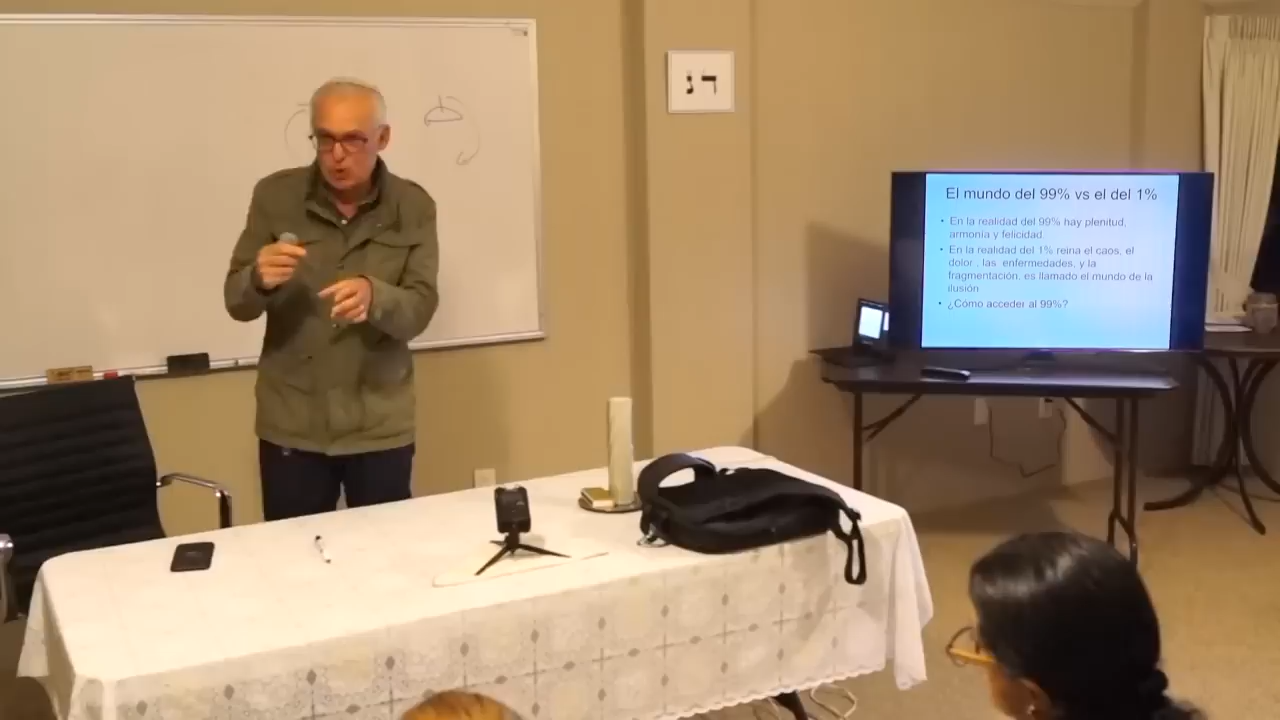 דני
El mundo del 99% vs el del 1%
• En la realidad del 99% hay plenitud,
armonía y felicidad.
• En la realidad del 1% reina el caos, el
dolor , las enfermedades, y la
fragmentación, es llamado el mundo de la
ilusión
• ¿Cómo acceder al 99%?